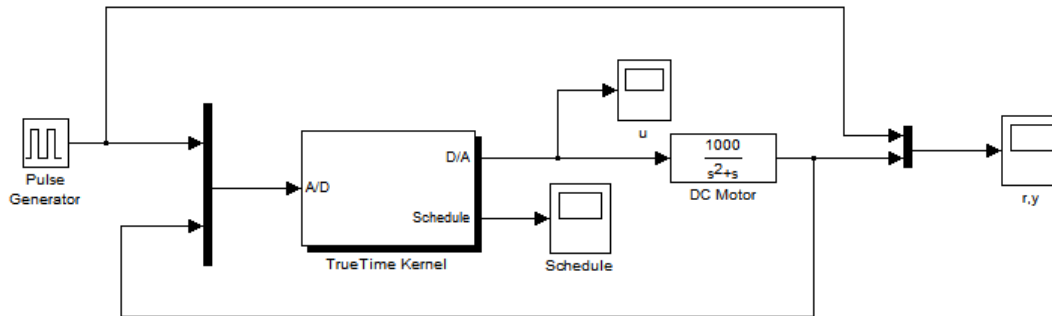 Pulse
Generator
A/D
D/A
Schedule
TrueTime Kernel
u
Schedule
1000
s²+s
DC Motor
r,y